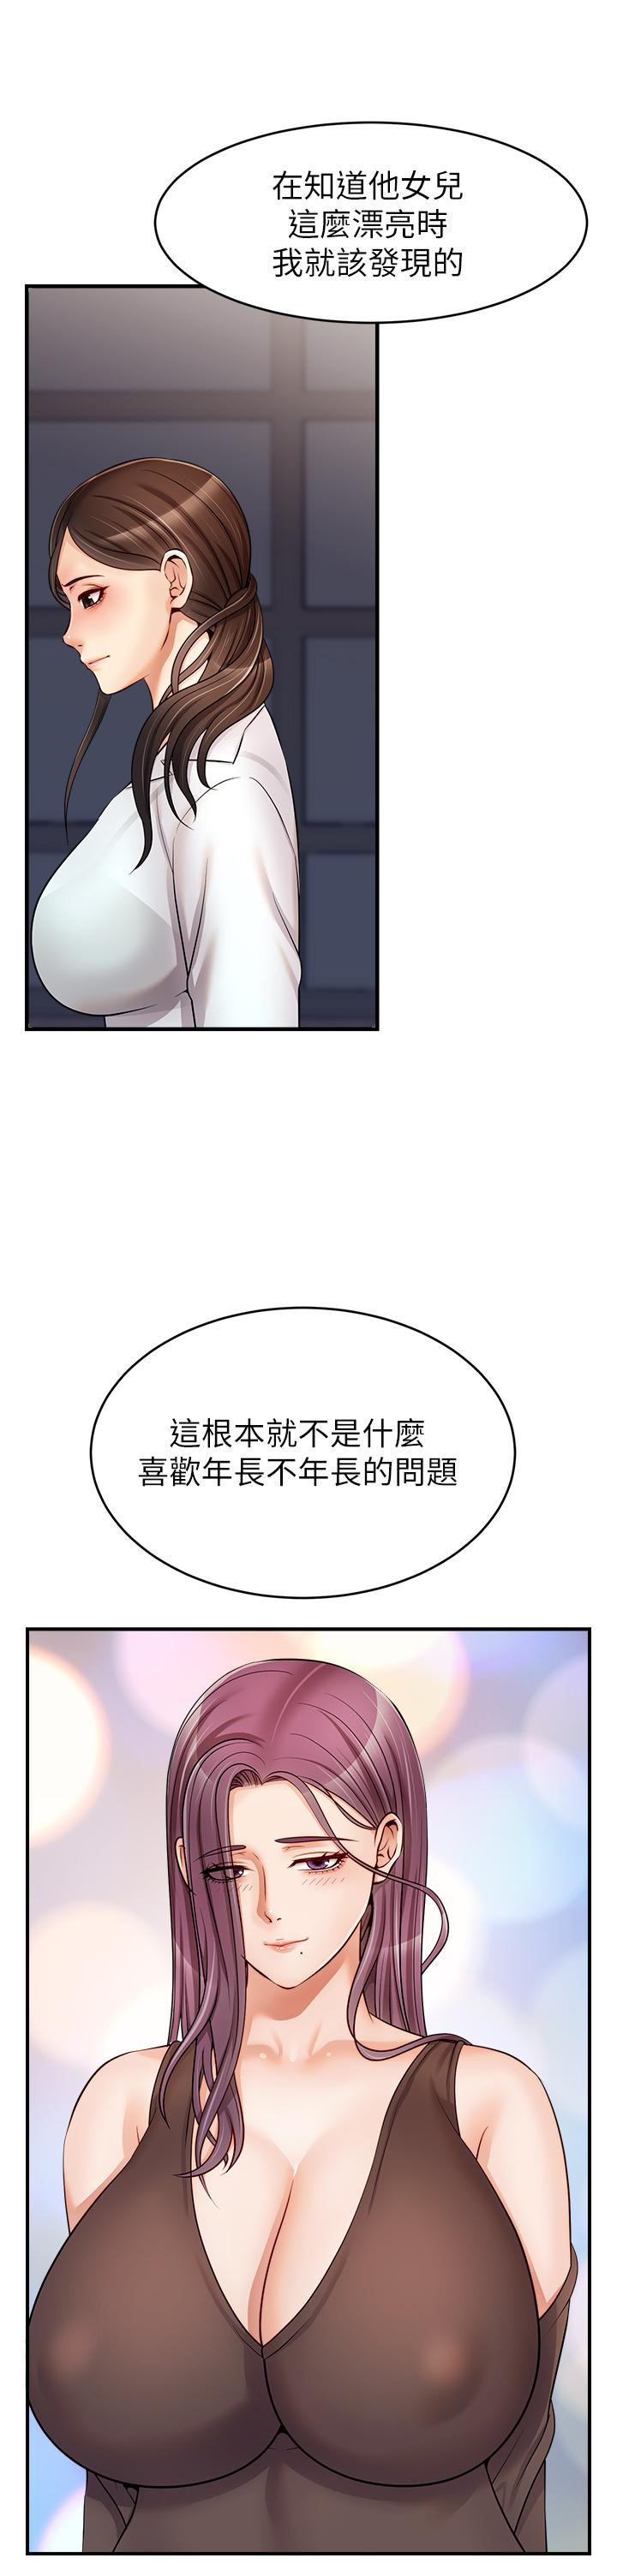 在知道他女兒
這麼漂亮時
我就該發現的
這根本就不是什麼
喜歡年長不年長的問題